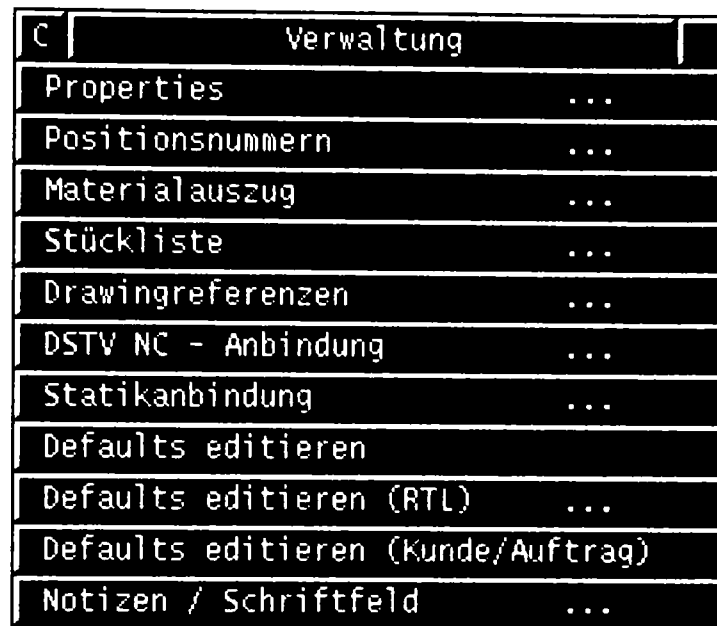 C Verwaltung
Properties ...
Positionsnummern ...
Materialauszug ...
Stückliste ...
Drawingreferenzen ...
DSTV NC - Anbindung ...
Statikanbindung ...
Defaults editieren
Defaults editieren (RTL) ...
Defaults editieren (Kunde/Auftrag)
Notizen / Schriftfeld ...